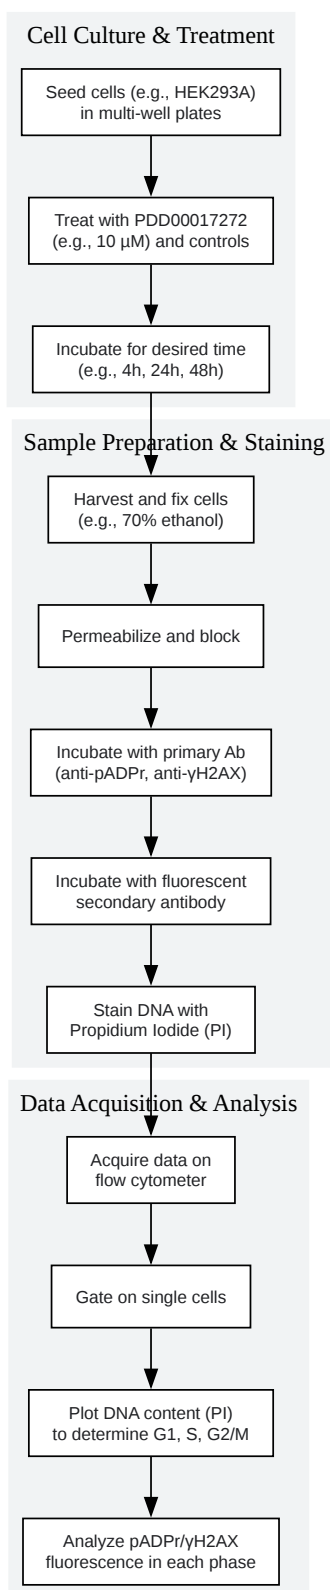 Cell Culture & Treatment
Seed cells (e.g., HEK293A)
in multi-well plates
Treat with PDD00017272
(e.g., 10 µM) and controls
Incubate for desired time
(e.g., 4h, 24h, 48h)
Sample Preparation & Staining
Harvest and fix cells
(e.g., 70% ethanol)
Permeabilize and block
Incubate with primary Ab
(anti-pADPr, anti-γH2AX)
Incubate with fluorescent
secondary antibody
Stain DNA with
Propidium Iodide (PI)
Data Acquisition & Analysis
Acquire data on
flow cytometer
Gate on single cells
Plot DNA content (PI)
to determine G1, S, G2/M
Analyze pADPr/γH2AX
fluorescence in each phase